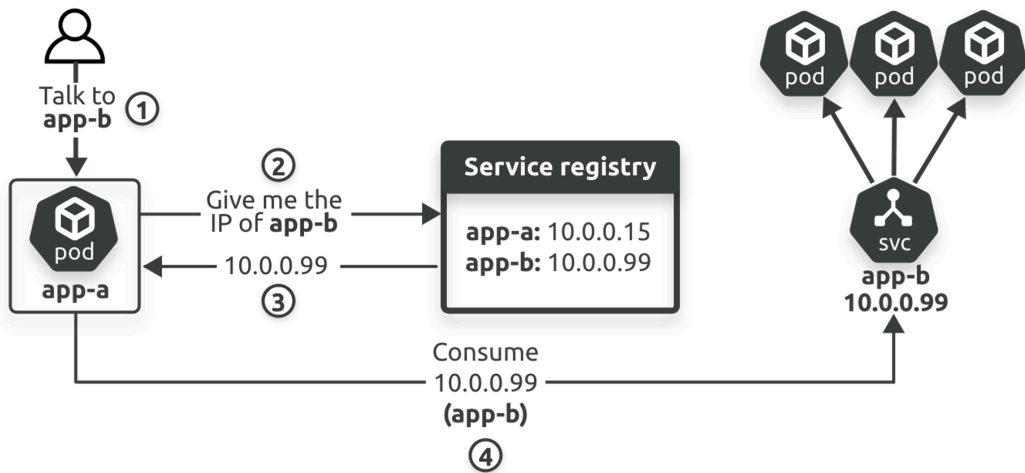 Talk to
app-b
1
pod
app-a
2
Give me the
IP of app-b
10.0.0.99
3
Service registry
app-a: 10.0.0.15
app-b: 10.0.0.99
pod
pod
pod
svc
app-b
10.0.0.99
Consume
10.0.0.99
(app-b)
4